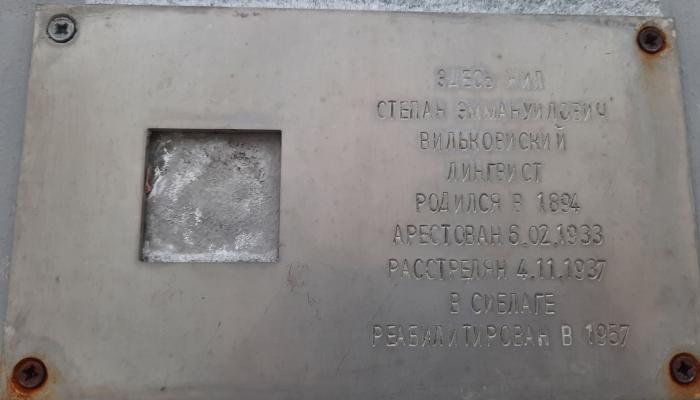 ЗДЕСЬ ЖИЛ
СТЕПАН ЭММАНУИЛОВИЧ
ВИЛЬКОВИСКИЙ
ЛИНГВИСТ
РОДИЛСЯ В 1894
АРЕСТОВАН 6.02.1933
РАССТРЕЛЯН 4.11.1937
В СИБЛАГЕ
РЕАБИЛИТИРОВАН В 1957